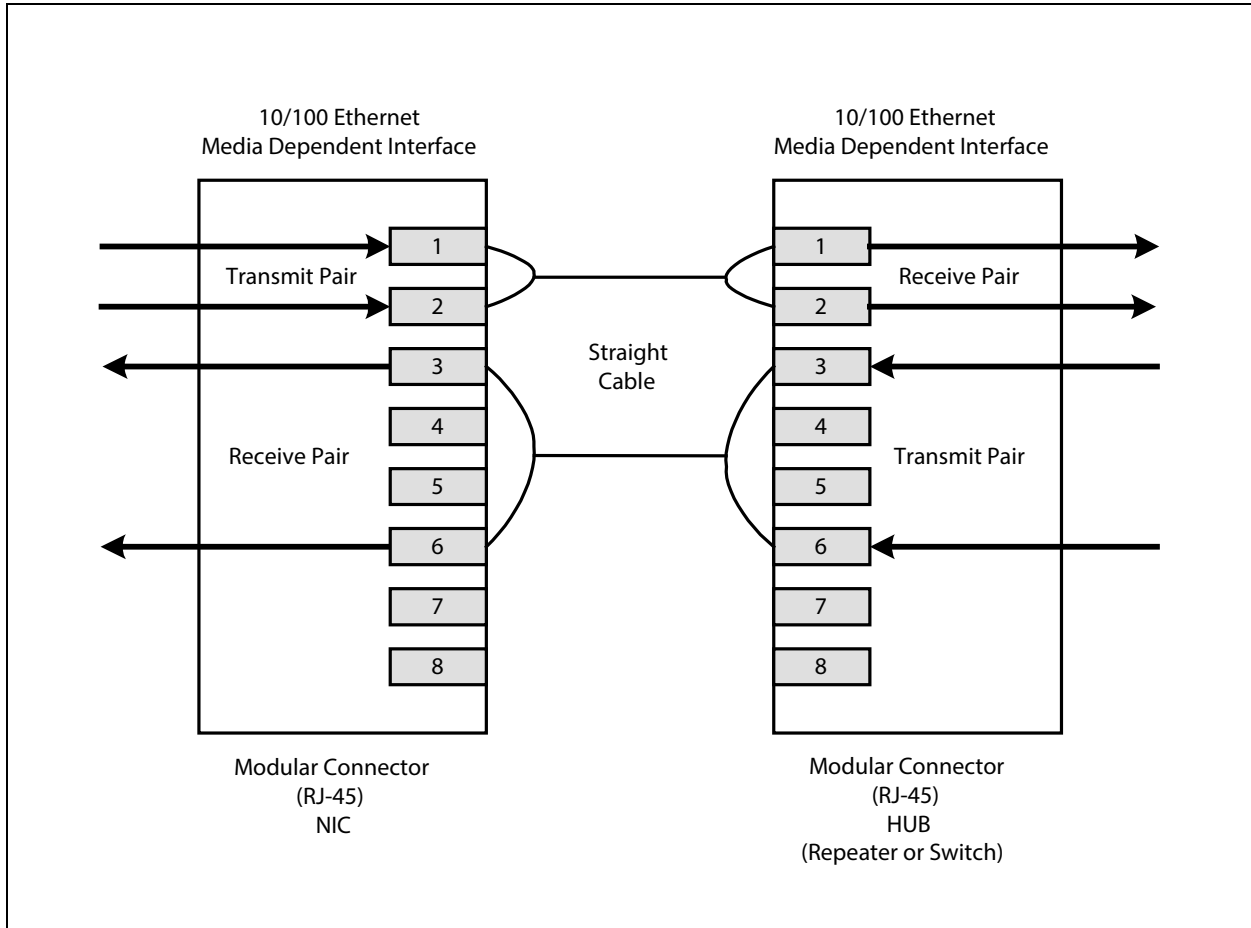 10/100 Ethernet
Media Dependent Interface
10/100 Ethernet
Media Dependent Interface
1
Transmit Pair
2
3
4
Receive Pair
5
6
7
8
Straight
Cable
1
Receive Pair
2
3
4
Transmit Pair
5
6
7
8
Modular Connector
(RJ-45)
NIC
Modular Connector
(RJ-45)
HUB
(Repeater or Switch)